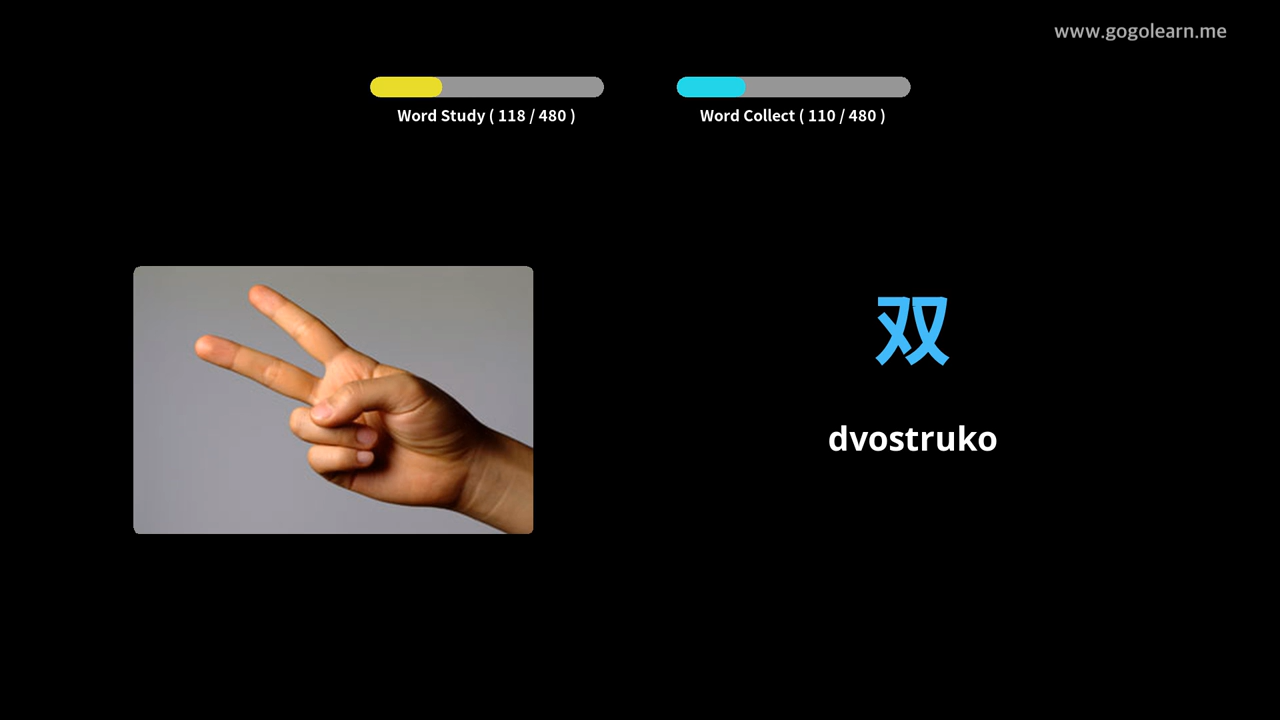 www.gogolearn.me
Word Study ( 118 / 480 )
Word Collect ( 110 / 480 )
双
dvostruko